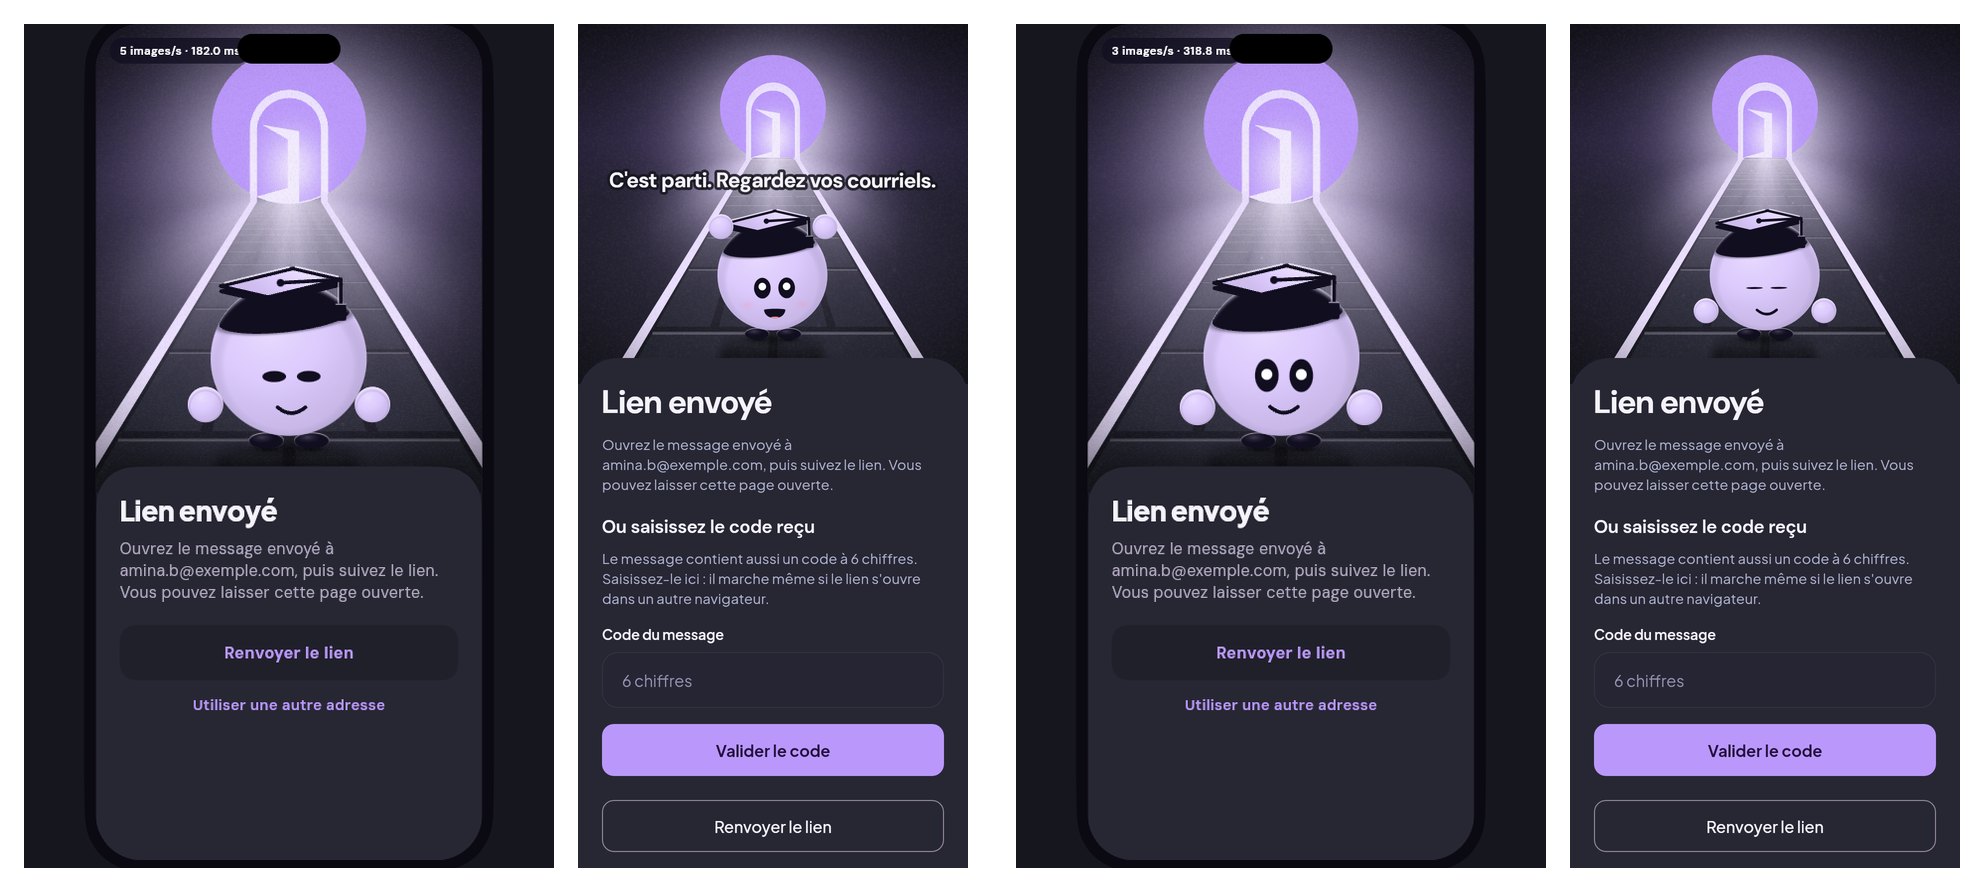 5 images/s · 182.0 ms
Lien envoyé
Ouvrez le message envoyé à
amina.b@exemple.com, puis suivez le lien.
Vous pouvez laisser cette page ouverte.
Renvoyer le lien
Utiliser une autre adresse
C'est parti. Regardez vos courriels.
Lien envoyé
Ouvrez le message envoyé à
amina.b@exemple.com, puis suivez le lien. Vous
pouvez laisser cette page ouverte.
Ou saisissez le code reçu
Le message contient aussi un code à 6 chiffres.
Saisissez-le ici : il marche même si le lien s'ouvre
dans un autre navigateur.
Code du message
6 chiffres
Valider le code
Renvoyer le lien
3 images/s · 318.8 ms
Lien envoyé
Ouvrez le message envoyé à
amina.b@exemple.com, puis suivez le lien.
Vous pouvez laisser cette page ouverte.
Renvoyer le lien
Utiliser une autre adresse
Lien envoyé
Ouvrez le message envoyé à
amina.b@exemple.com, puis suivez le lien. Vous
pouvez laisser cette page ouverte.
Ou saisissez le code reçu
Le message contient aussi un code à 6 chiffres.
Saisissez-le ici : il marche même si le lien s'ouvre
dans un autre navigateur.
Code du message
6 chiffres
Valider le code
Renvoyer le lien